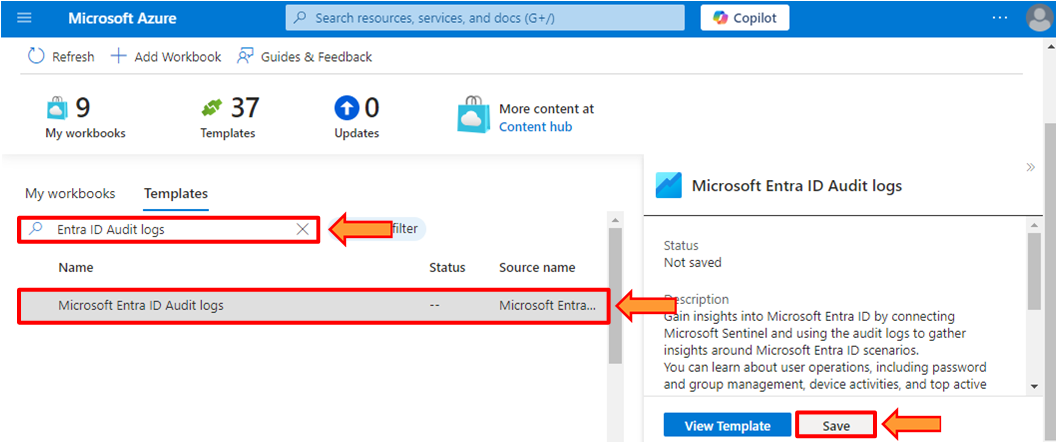 Microsoft Azure
Search resources, services, and docs (G+/)
Copilot
...
Refresh
Add Workbook
Guides & Feedback
9
My workbooks
37
Templates
0
Updates
More content at
Content hub
My workbooks
Templates
Entra ID Audit logs
filter
Name Status Source name
Microsoft Entra ID Audit logs -- Microsoft Entra...
Microsoft Entra ID Audit logs
Status
Not saved
Description
Gain insights into Microsoft Entra ID by connecting
Microsoft Sentinel and using the audit logs to gather
insights around Microsoft Entra ID scenarios.
You can learn about user operations, including password
and group management, device activities, and top active
View Template
Save